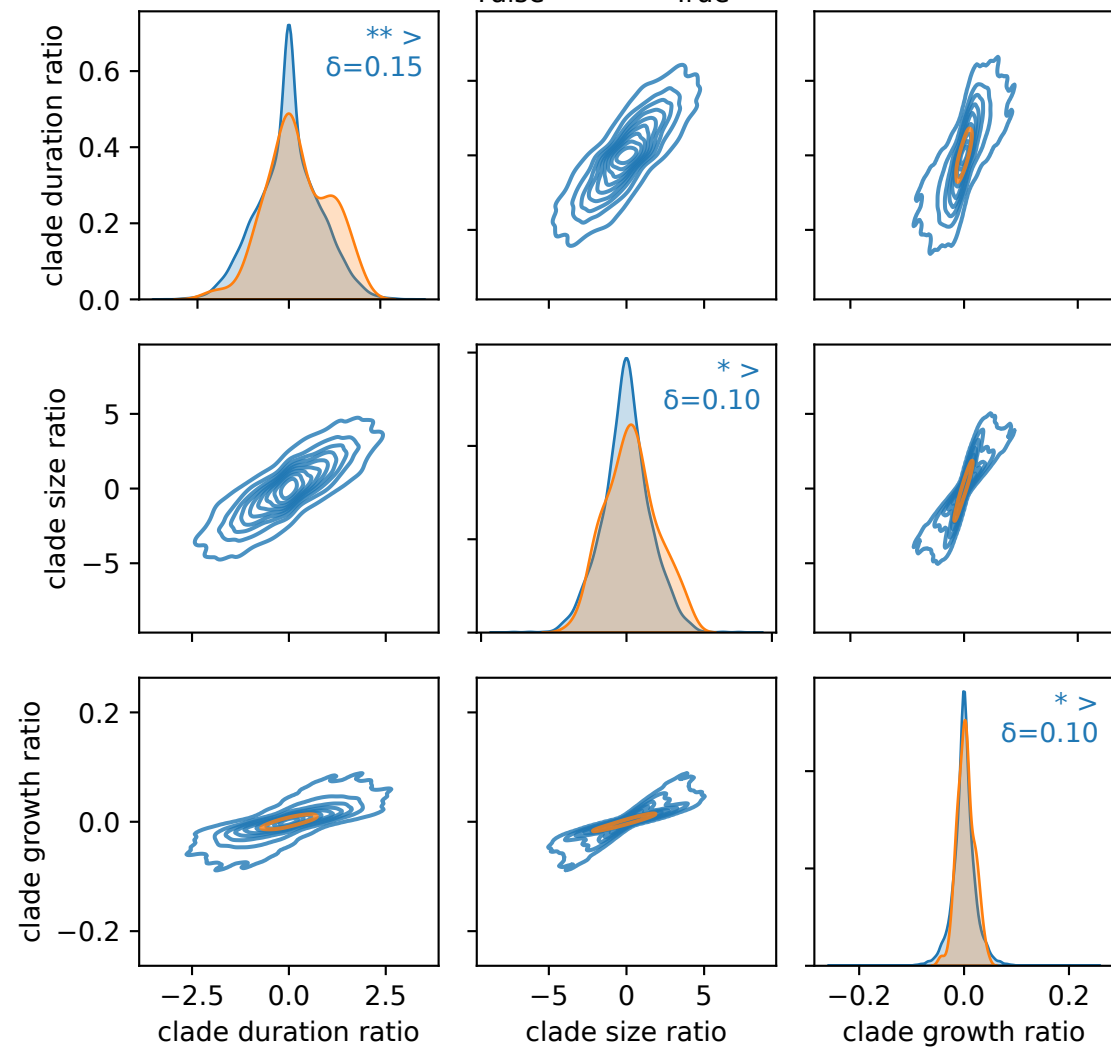 clade duration ratio
0.6
0.4
0.2
0.0
** >
δ=0.15
clade size ratio
5
0
−5
* >
δ=0.10
clade growth ratio
0.2
0.0
−0.2
* >
δ=0.10
−2.5 0.0 2.5
clade duration ratio
−5 0 5
clade size ratio
−0.2 0.0 0.2
clade growth ratio